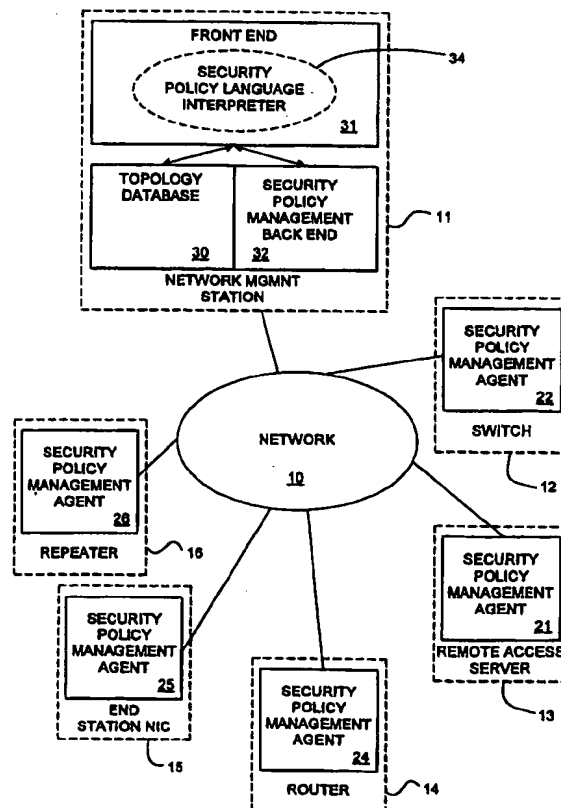 FRONT END
34
SECURITY
POLICY LANGUAGE
INTERPRETER
31
TOPOLOGY
DATABASE
30
SECURITY
POLICY
MANAGEMENT
BACK END
32
11
NETWORK MGMNT
STATION
SECURITY
POLICY
MANAGEMENT
AGENT
22
SWITCH
12
NETWORK
10
SECURITY
POLICY
MANAGEMENT
AGENT
26
REPEATER
16
SECURITY
POLICY
MANAGEMENT
AGENT
21
REMOTE ACCESS
SERVER
13
SECURITY
POLICY
MANAGEMENT
AGENT
25
END
STATION NIC
15
SECURITY
POLICY
MANAGEMENT
AGENT
24
ROUTER
14